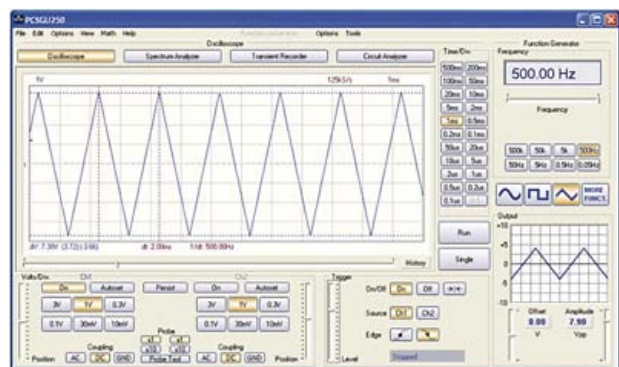 PCSGU250
File Edit Options View Math Help Function Generator Options Tools
Oscilloscope
Oscilloscope Spectrum Analyzer Transient Recorder Circuit Analyzer
1V 125kS/s 1ms
dt: 2.00ms 1/dt: 500.00Hz
History
Time/Div.
500ms 200ms
100ms 50ms
20ms 10ms
5ms 2ms
1ms 0.5ms
0.2ms 0.1ms
50us 20us
10us 5us
2us 1us
0.5us 0.2us
0.1us
Run
Single
Function Generator
Frequency
500.00 Hz
Frequency
500k 50k 5k 500Hz
50Hz 5Hz 0.5Hz 0.05Hz
MORE
FUNCS.
Output
+10
+5
0
-5
-10
Offset Amplitude
0.00 7.90
V Vpp
Volts/Div. Ch1 Ch2
On Autoset Persist On Autoset
3V 1V 0.3V 3V 1V 0.3V
0.1V 30mV 10mV 0.1V 30mV 10mV
Probe
x1 x1
x10 x10
Probe Test
Coupling Coupling
Position AC DC GND AC DC GND Position
Trigger
On/Off On Off
Source Ch1 Ch2
Edge
Level Stopped